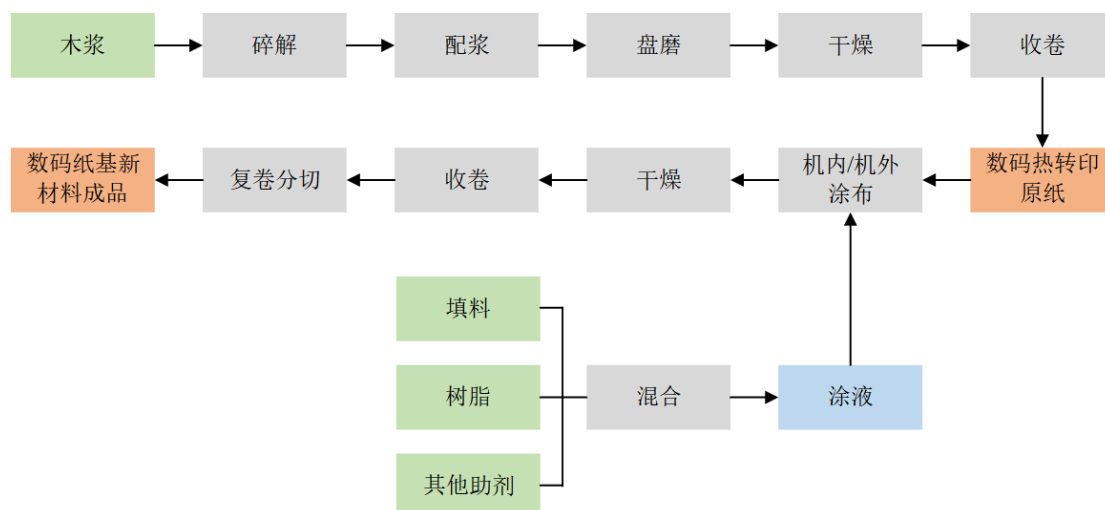 木浆
碎解
配浆
盘磨
干燥
收卷
数码纸基新
材料成品
复卷分切
收卷
干燥
机内/机外
涂布
数码热转印
原纸
填料
树脂
混合
涂液
其他助剂